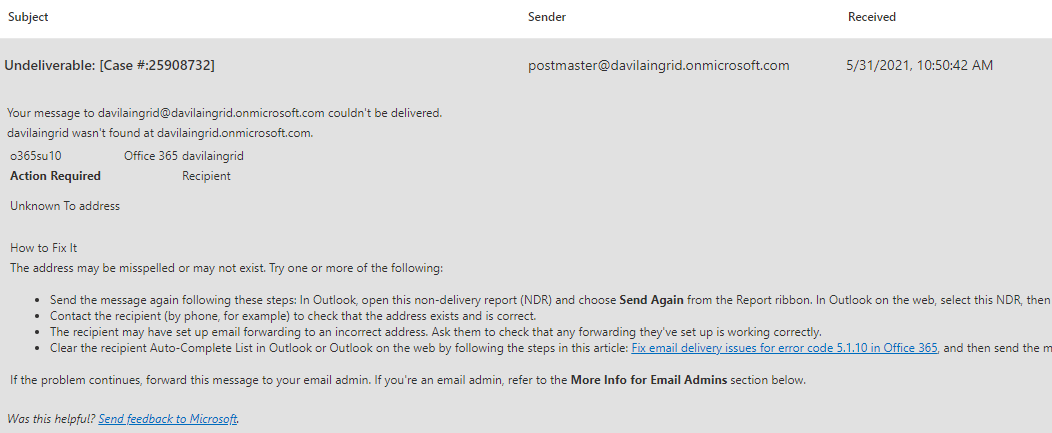 Subject Sender Received
Undeliverable: [Case #:25908732] postmaster@davilaingrid.onmicrosoft.com 5/31/2021, 10:50:42 AM
Your message to davilaingrid@davilaingrid.onmicrosoft.com couldn't be delivered.
davilaingrid wasn't found at davilaingrid.onmicrosoft.com.
o365su10 Office 365 davilaingrid
Action Required Recipient
Unknown To address
How to Fix It
The address may be misspelled or may not exist. Try one or more of the following:
• Send the message again following these steps: In Outlook, open this non-delivery report (NDR) and choose Send Again from the Report ribbon. In Outlook on the web, select this NDR, then
• Contact the recipient (by phone, for example) to check that the address exists and is correct.
• The recipient may have set up email forwarding to an incorrect address. Ask them to check that any forwarding they've set up is working correctly.
• Clear the recipient Auto-Complete List in Outlook or Outlook on the web by following the steps in this article: Fix email delivery issues for error code 5.1.10 in Office 365, and then send the m
If the problem continues, forward this message to your email admin. If you're an email admin, refer to the More Info for Email Admins section below.
Was this helpful? Send feedback to Microsoft.